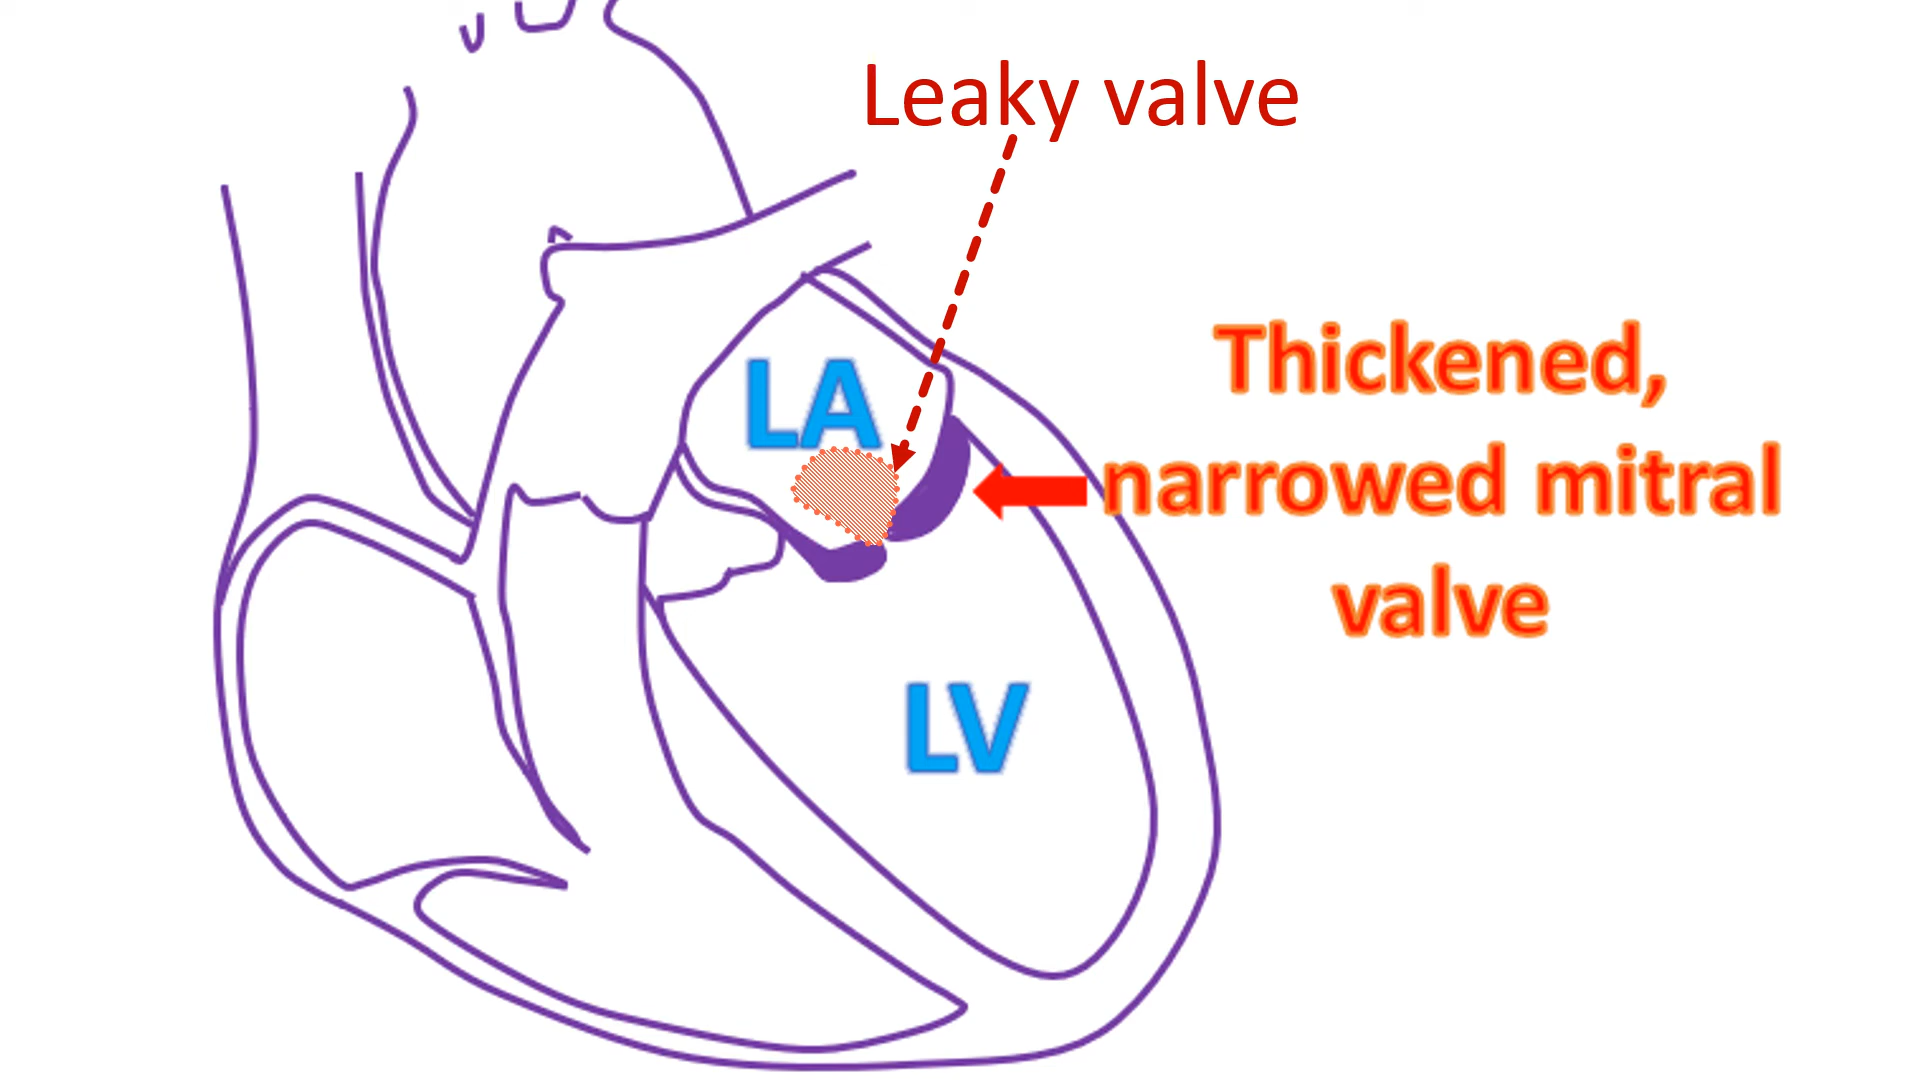 Leaky valve
LA
Thickened,
narrowed mitral
valve
LV